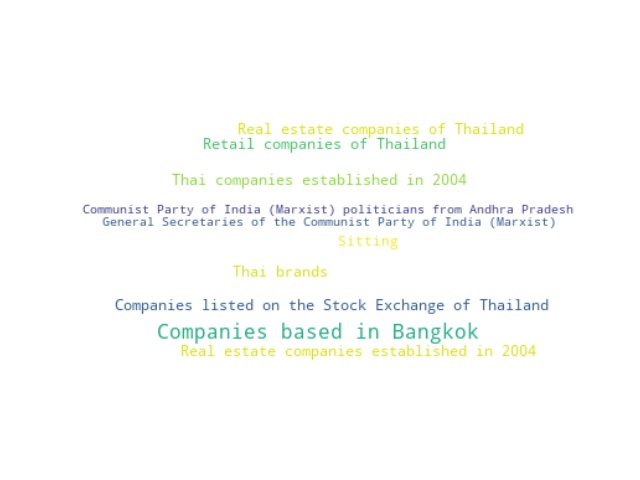 Real estate companies of Thailand
Retail companies of Thailand
Thai companies established in 2004
Communist Party of India (Marxist) politicians from Andhra Pradesh
General Secretaries of the Communist Party of India (Marxist)
Sitting
Thai brands
Companies listed on the Stock Exchange of Thailand
Companies based in Bangkok
Real estate companies established in 2004